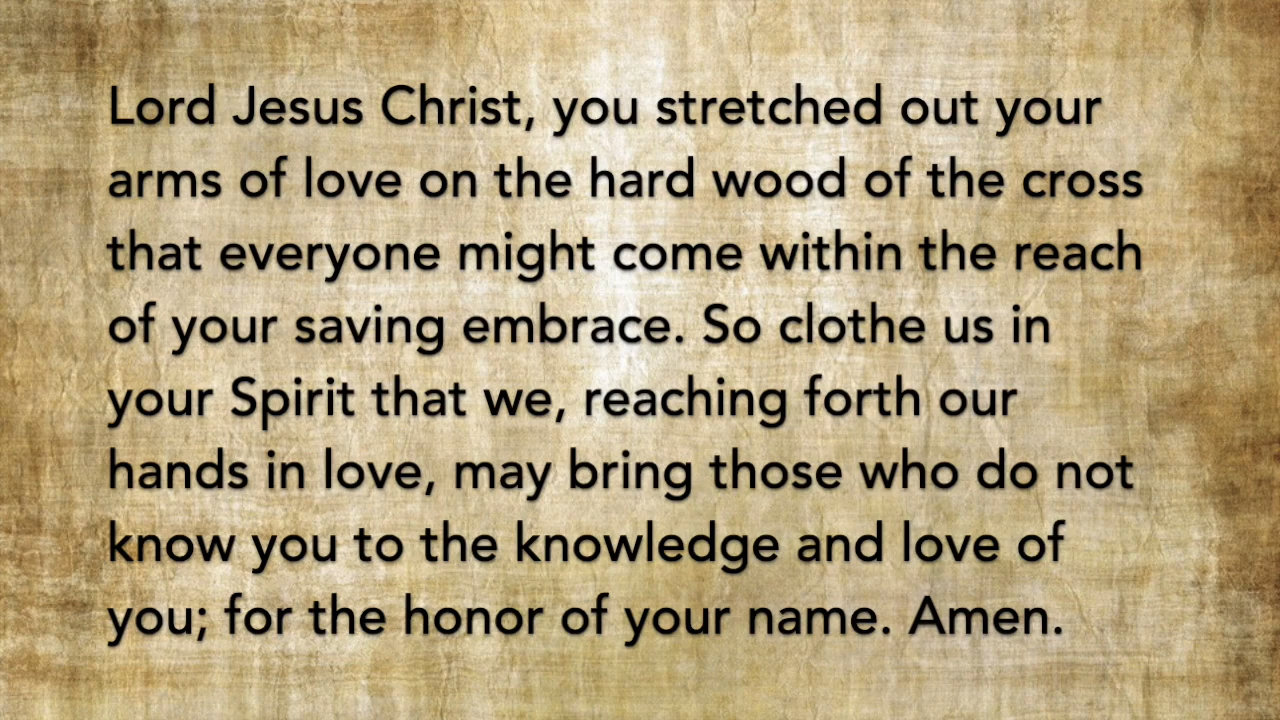 Lord Jesus Christ, you stretched out your
arms of love on the hard wood of the cross
that everyone might come within the reach
of your saving embrace. So clothe us in
your Spirit that we, reaching forth our
hands in love, may bring those who do not
know you to the knowledge and love of
you; for the honor of your name. Amen.